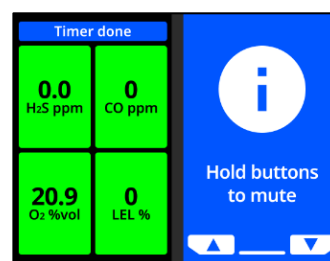 Timer done
0.0
H₂S ppm
0
CO ppm
20.9
O₂ %vol
0
LEL %
i
Hold buttons
to mute